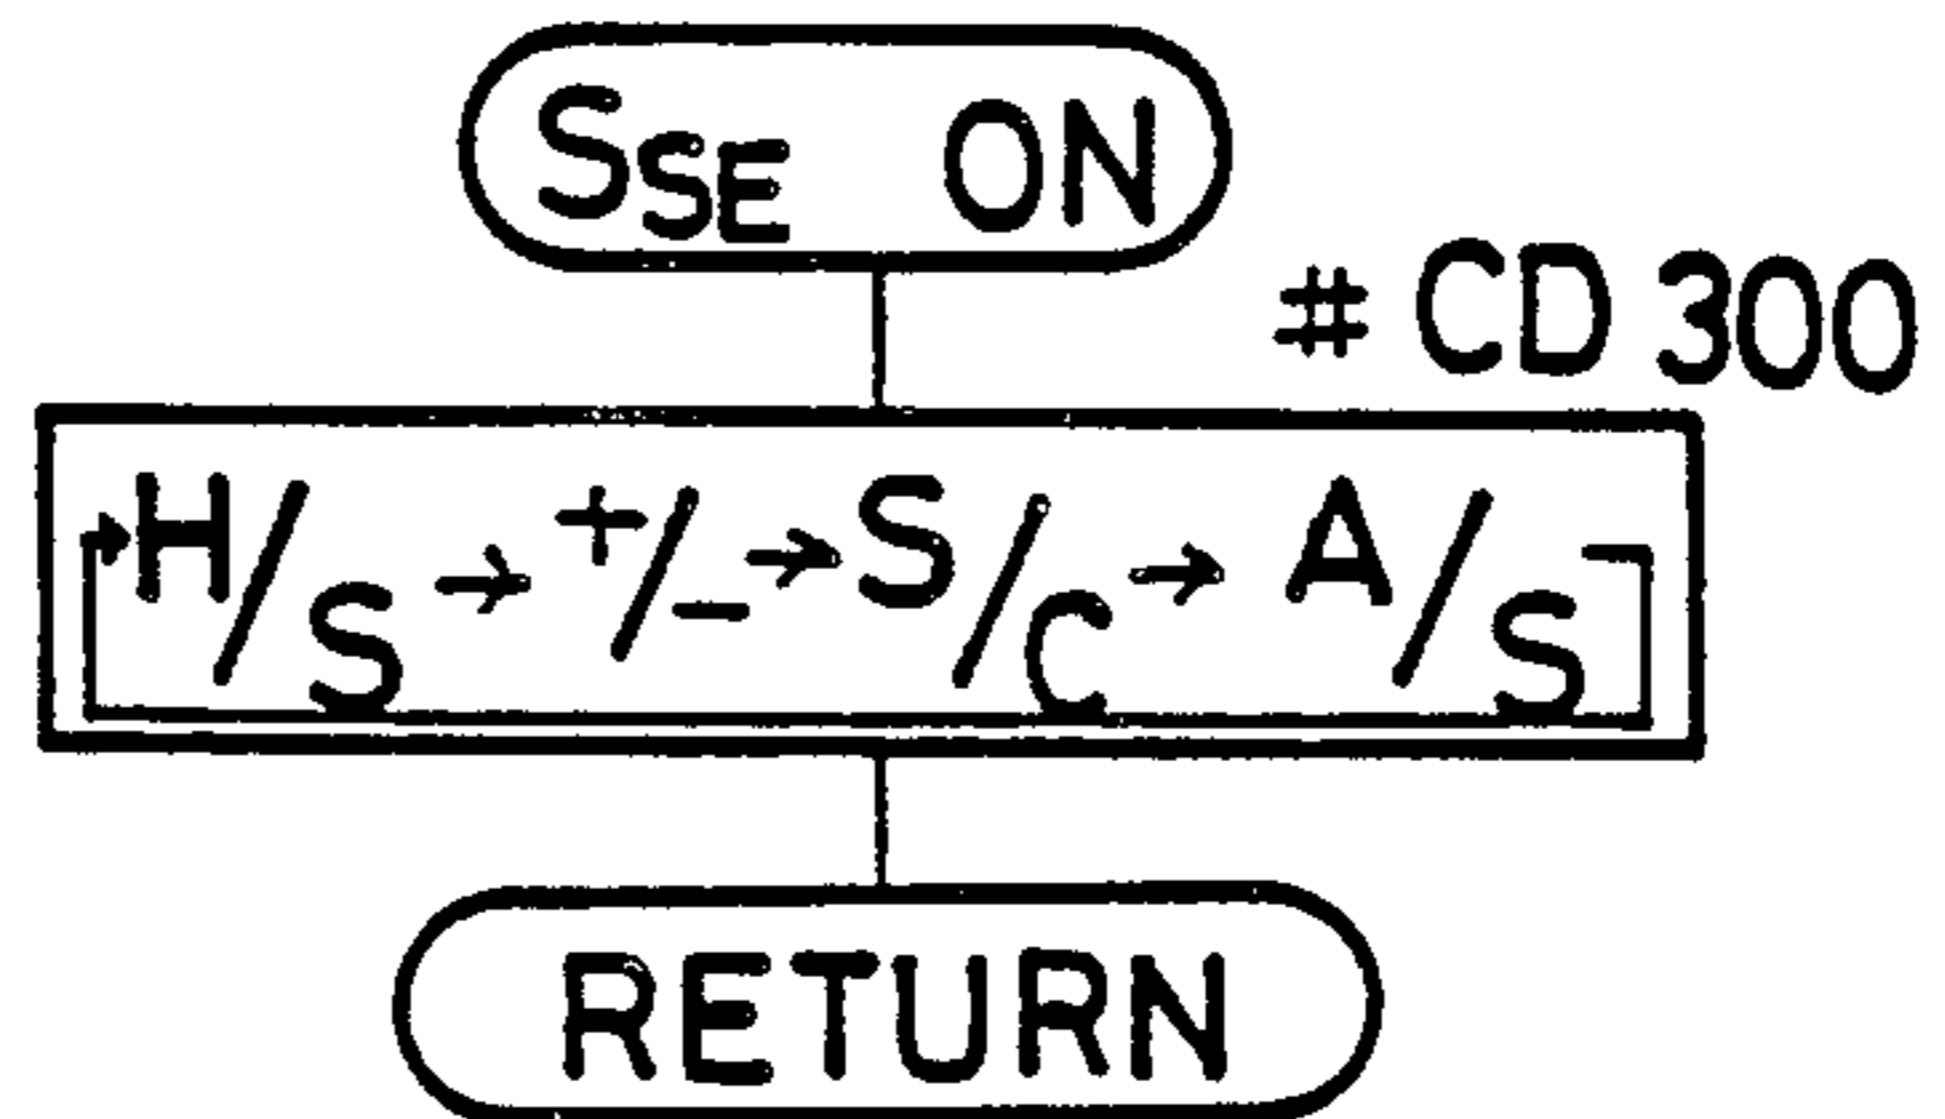 SSE ON
# CD 300
H/S → +/- → S/C → A/S
RETURN